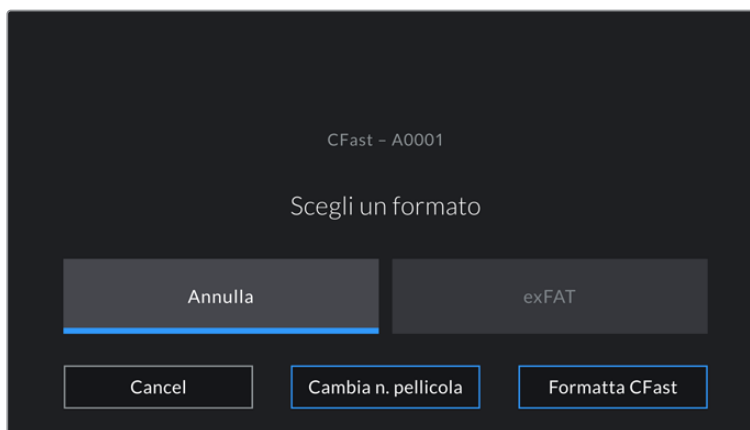 CFast – A0001
Scegli un formato
Annulla
exFAT
Cancel
Cambia n. pellicola
Formatta CFast